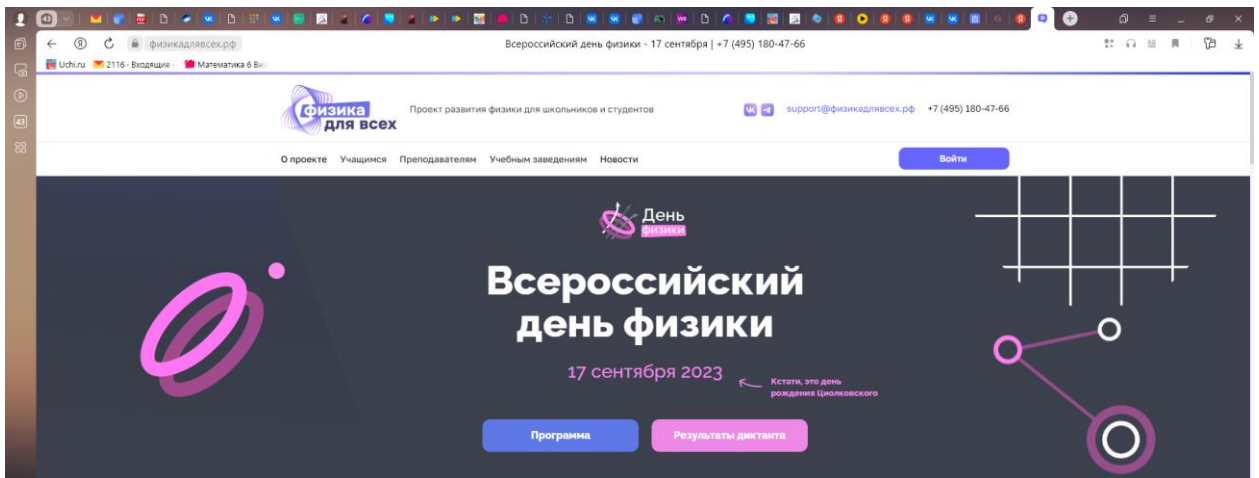 43
физикадлявсех.рф
Всероссийский день физики - 17 сентября | +7 (495) 180-47-66
Uchi.ru
2116 · Входящие -
Математика 6 Ви
43
физика
для всех
Проект развития физики для школьников и студентов
support@физикадлявсех.рф
+7 (495) 180-47-66
О проекте Учащимся Преподавателям Учебным заведениям Новости
Войти
День
физики
Всероссийский
день физики
17 сентября 2023
Кстати, это день
рождения Циолковского
Программа
Результаты диктанта